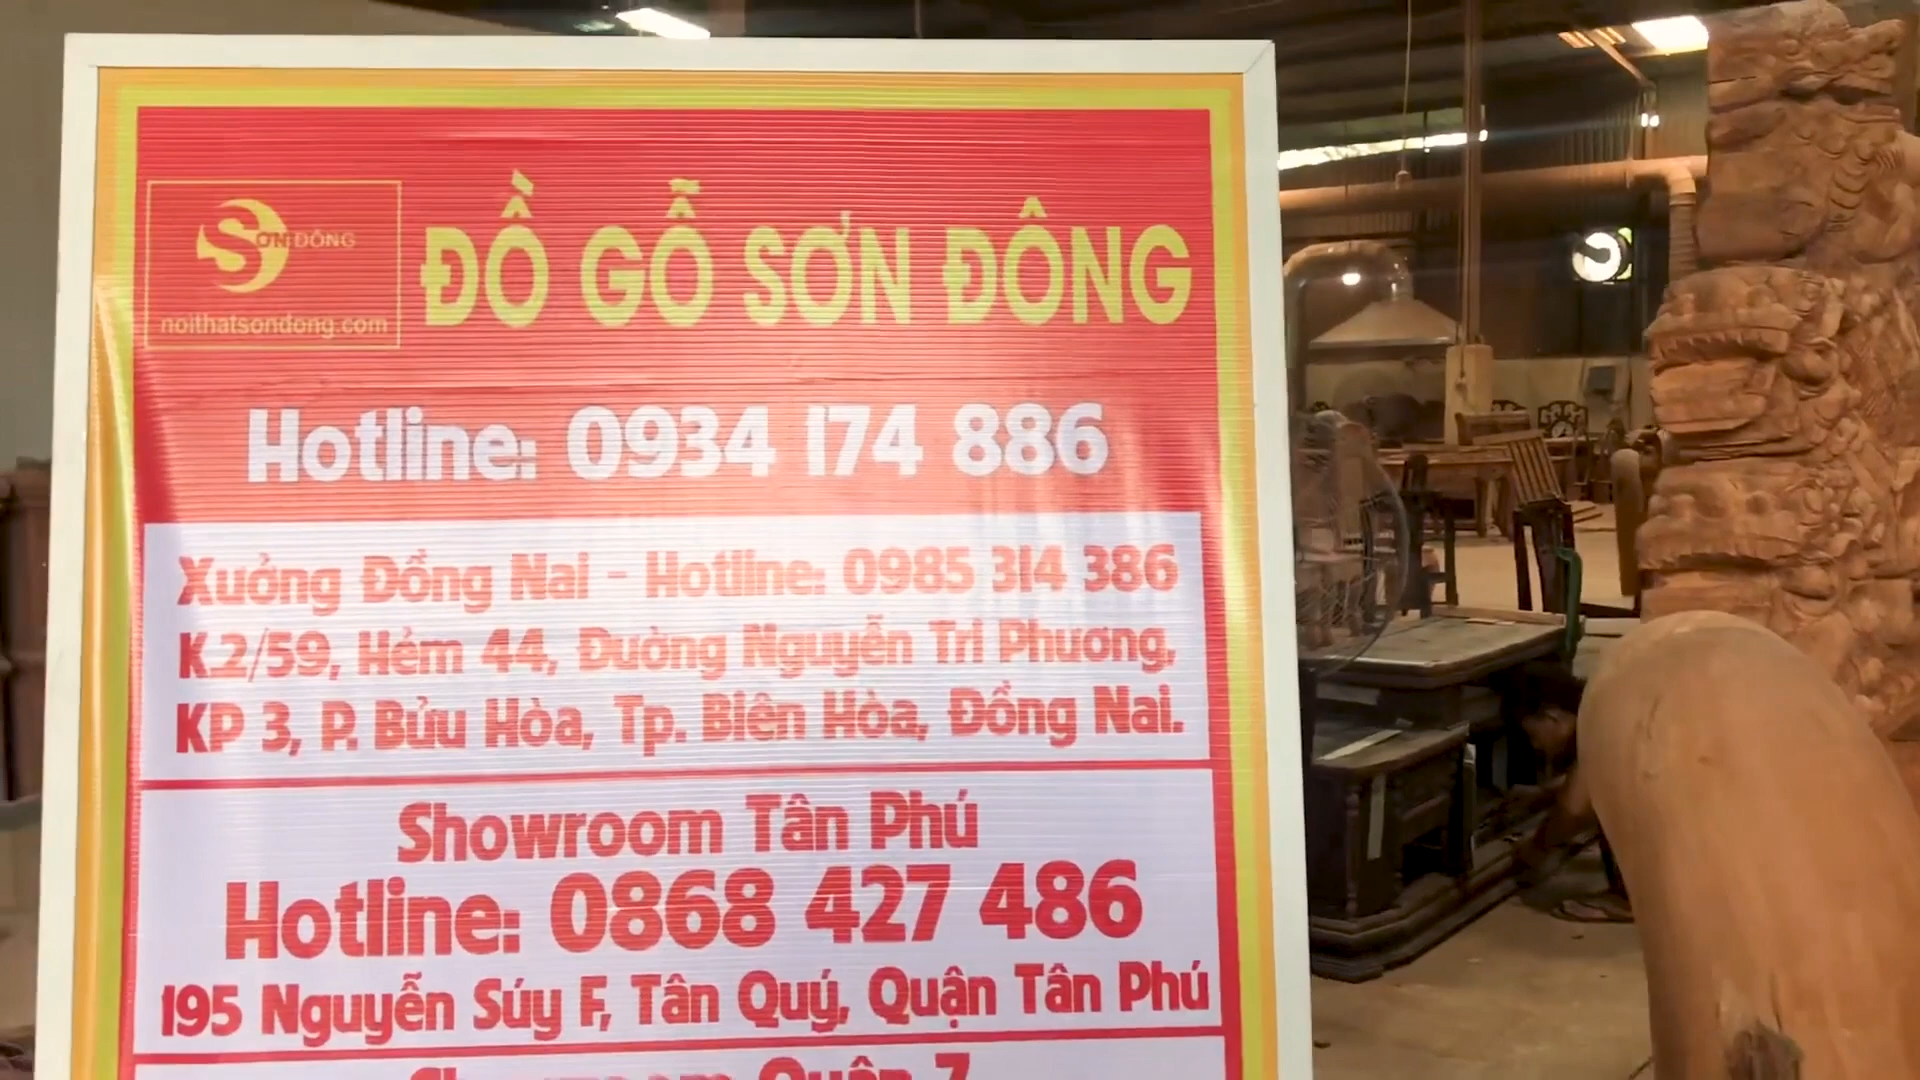 SƠN ĐÔNG
noithatsondong.com
ĐỒ GỖ SƠN ĐÔNG
Hotline: 0934 174 886
Xưởng Đồng Nai - Hotline: 0985 314 386
K.2/59, Hẻm 44, Đường Nguyễn Tri Phương,
KP 3, P. Bửu Hòa, Tp. Biên Hòa, Đồng Nai.
Showroom Tân Phú
Hotline: 0868 427 486
195 Nguyễn Súy F, Tân Quý, Quận Tân Phú
Showroom Quận 7